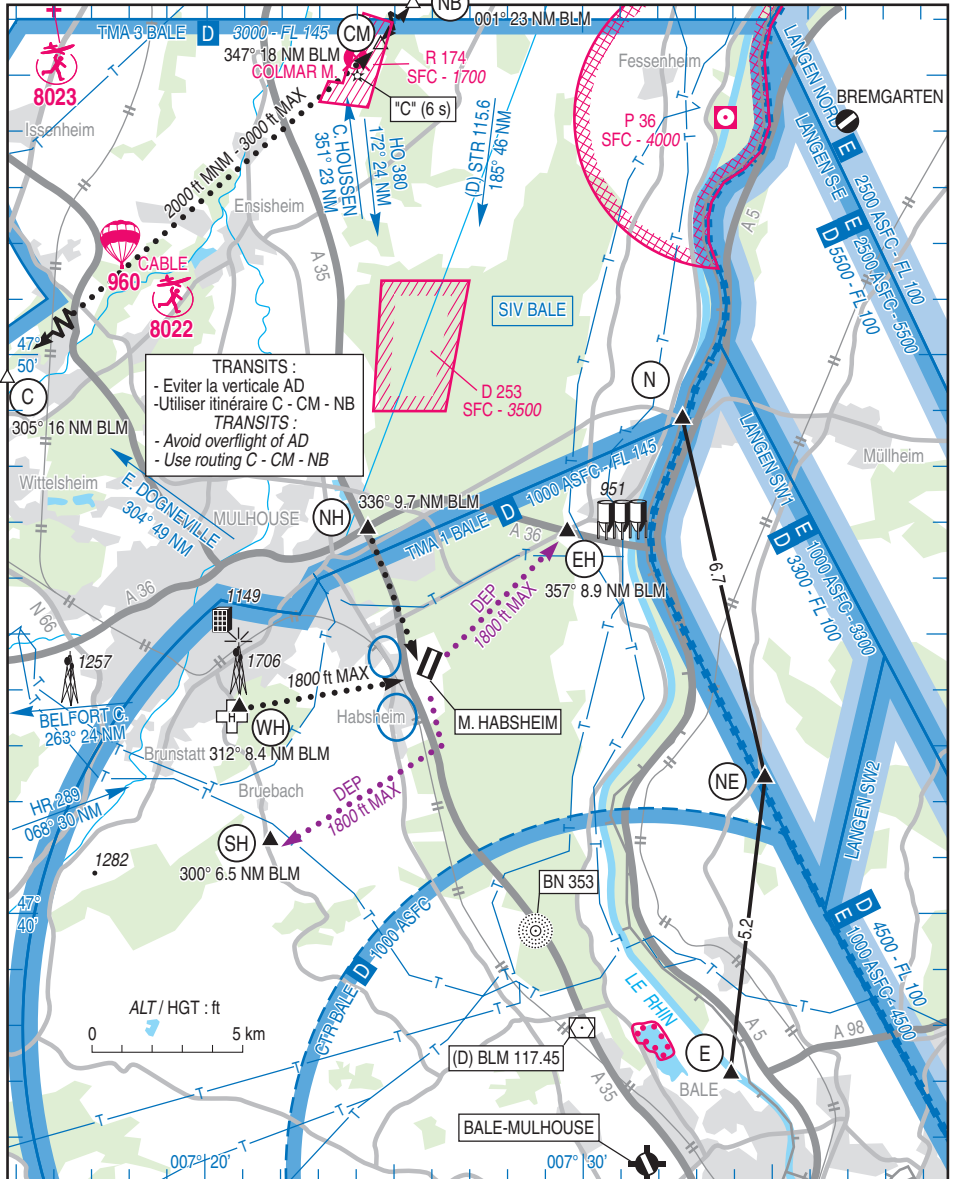 NB
001° 23 NM BLM
TMA 3 BALE D 3000 - FL 145
CM
347° 18 NM BLM
COLMAR M.
R 174
SFC - 1700
"C" (6 s)
8023
Issenheim
2000 ft MNM - 3000 ft MAX
C. HOUSSEN
351° 23 NM
HO 380
172° 24 NM
(D) STR 115.6
185° 46 NM
Fessenheim
P 36
SFC - 4000
LANGEN NORD
E
2500 ASFC - FL 100
BREMGARTEN
LANGEN S-E
E
2500 ASFC - 5500
D
5500 - FL 100
A 5
Ensisheim
A 35
CABLE
960
8022
SIV BALE
47°
50'
C
305° 16 NM BLM
TRANSITS :
- Eviter la verticale AD
-Utiliser itinéraire C - CM - NB
TRANSITS :
- Avoid overflight of AD
- Use routing C - CM - NB
D 253
SFC - 3500
N
LANGEN SW1
E
1000 ASFC - 3300
D
3300 - FL 100
Müllheim
Wittelsheim
E. DOGNEVILLE
304° 49 NM
MULHOUSE
NH
336° 9.7 NM BLM
TMA 1 BALE D 1000 ASFC - FL 145
951
A 36
EH
357° 8.9 NM BLM
6.7
A 36
N 66
1149
1257
1706
DEP
1800 ft MAX
1800 ft MAX
BELFORT C.
263° 24 NM
H
WH
Habsheim
M. HABSHEIM
Brunstatt
312° 8.4 NM BLM
Bruebach
HR 289
068° 30 NM
DEP
1800 ft MAX
NE
LANGEN SW2
SH
300° 6.5 NM BLM
1282
BN 353
47°
40'
CTR BALE D 1000 ASFC
5.2
D
4500 - FL 100
E
1000 ASFC - 4500
LE RHIN
ALT / HGT : ft
0 5 km
(D) BLM 117.45
E
A 5
A 98
A 35
BALE
BALE-MULHOUSE
007° 20'
007° 30'
T